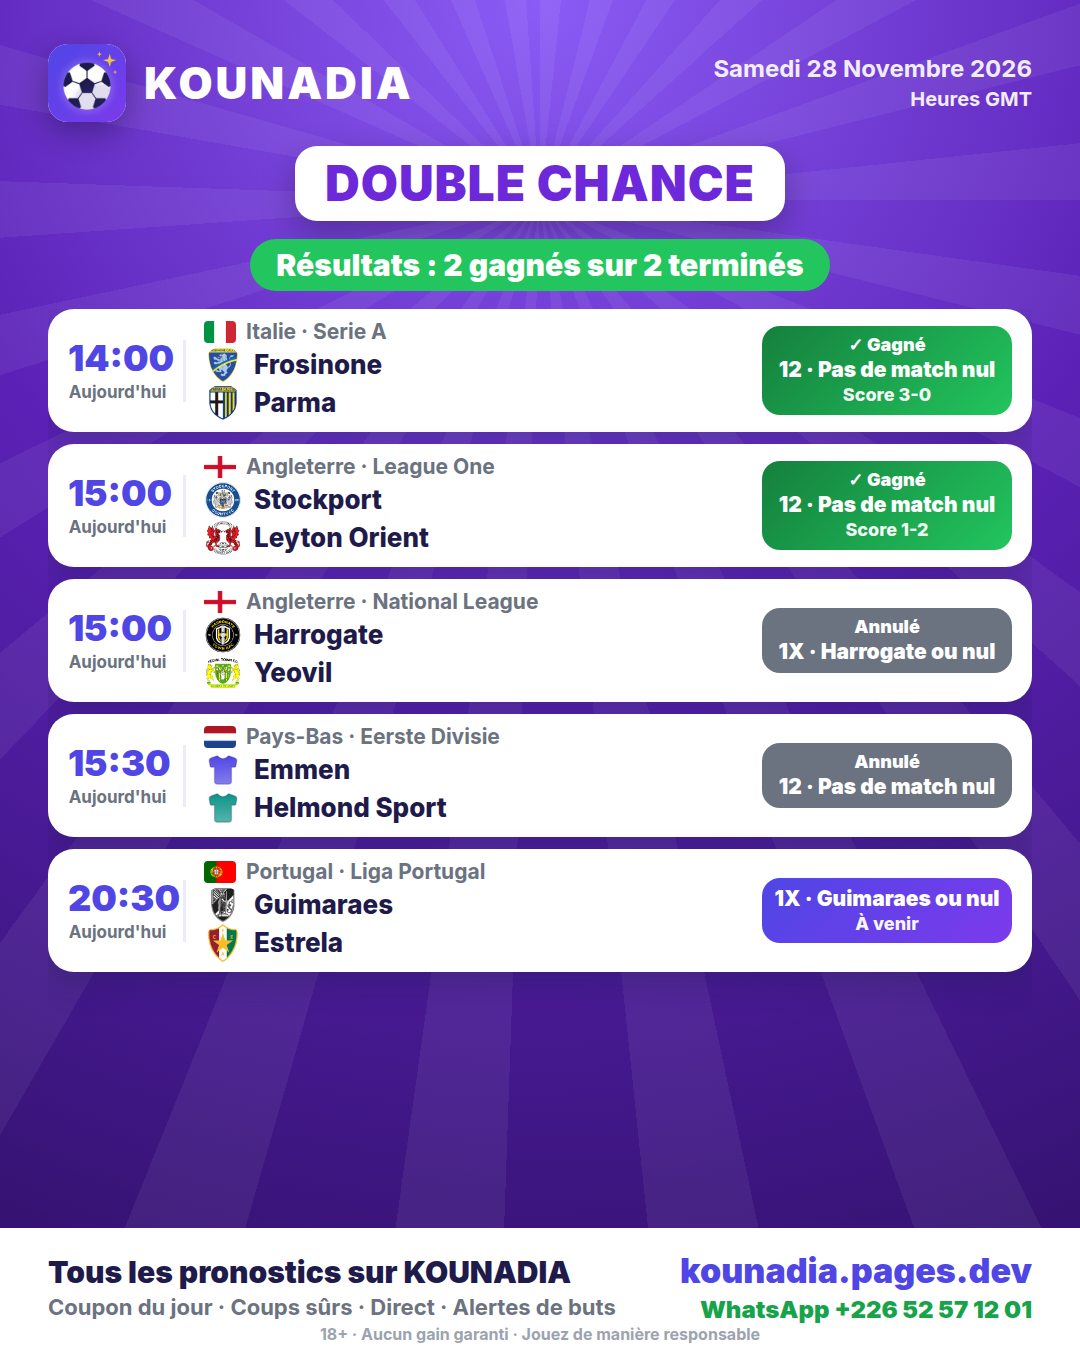 KOUNADIA
Samedi 28 Novembre 2026
Heures GMT
DOUBLE CHANCE
Résultats : 2 gagnés sur 2 terminés
14:00
Aujourd'hui
Italie · Serie A
Frosinone
Parma
✓ Gagné
12 · Pas de match nul
Score 3-0
15:00
Aujourd'hui
Angleterre · League One
Stockport
Leyton Orient
✓ Gagné
12 · Pas de match nul
Score 1-2
15:00
Aujourd'hui
Angleterre · National League
Harrogate
Yeovil
Annulé
1X · Harrogate ou nul
15:30
Aujourd'hui
Pays-Bas · Eerste Divisie
Emmen
Helmond Sport
Annulé
12 · Pas de match nul
20:30
Aujourd'hui
Portugal · Liga Portugal
Guimaraes
Estrela
1X · Guimaraes ou nul
À venir
Tous les pronostics sur KOUNADIA
Coupon du jour · Coups sûrs · Direct · Alertes de buts
kounadia.pages.dev
WhatsApp +226 52 57 12 01
18+ · Aucun gain garanti · Jouez de manière responsable